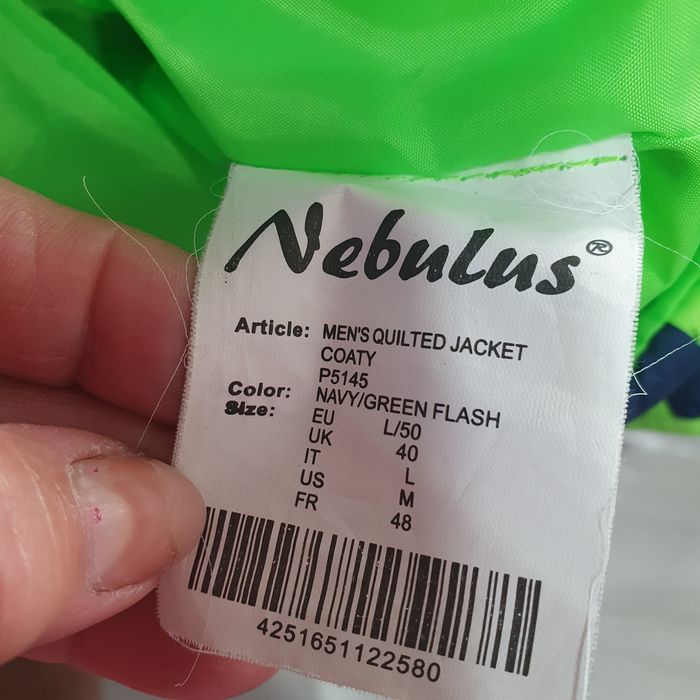 Nebulus®
Article: MEN'S QUILTED JACKET
COATY
P5145
Color: NAVY/GREEN FLASH
Size: EU L/50
UK 40
IT L
US M
FR 48
4251651122580